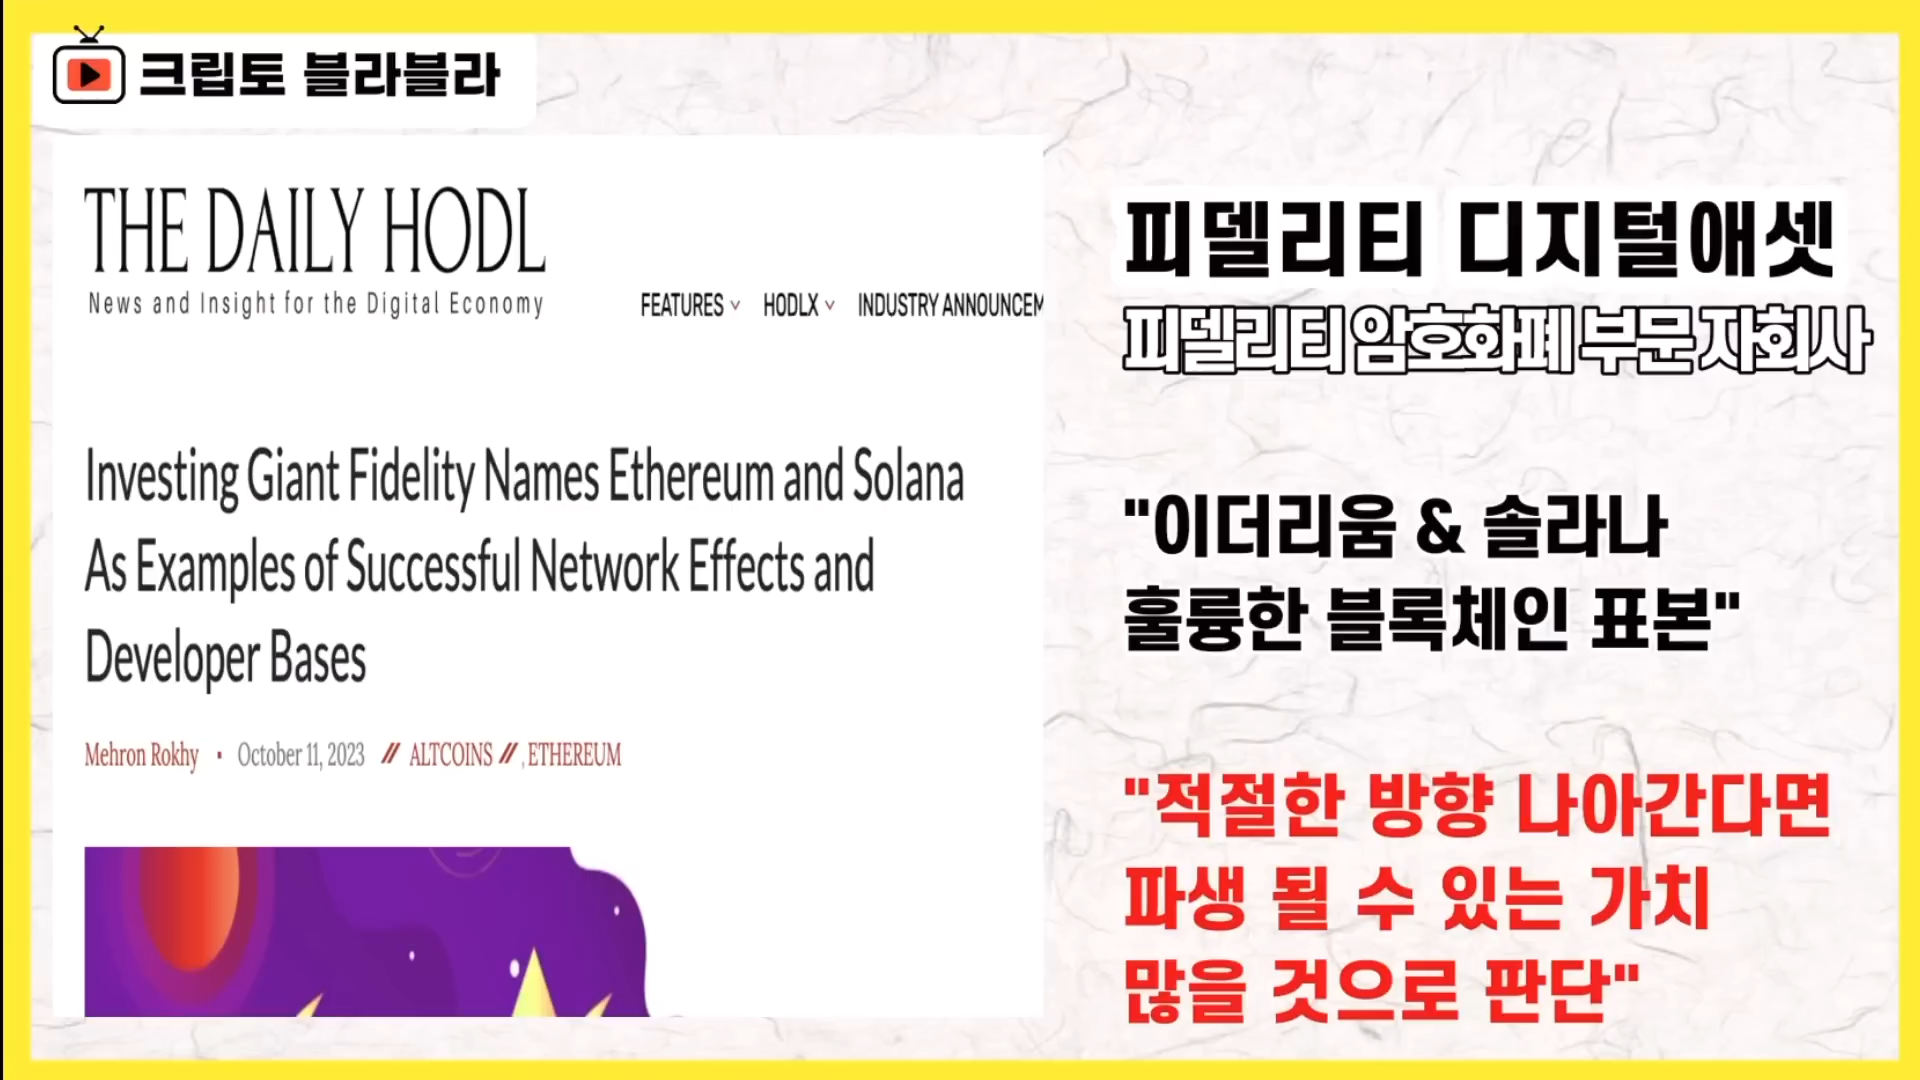 크립토 블라블라
THE DAILY HODL
News and Insight for the Digital Economy
FEATURES HODLX INDUSTRY ANNOUNCEM
Investing Giant Fidelity Names Ethereum and Solana
As Examples of Successful Network Effects and
Developer Bases
Mehron Rokhy · October 11, 2023 // ALTCOINS // , ETHEREUM
피델리티 디지털애셋
피델리티 암호화폐 부문 자회사
"이더리움 & 솔라나
훌륭한 블록체인 표본"
"적절한 방향 나아간다면
파생 될 수 있는 가치
많을 것으로 판단"